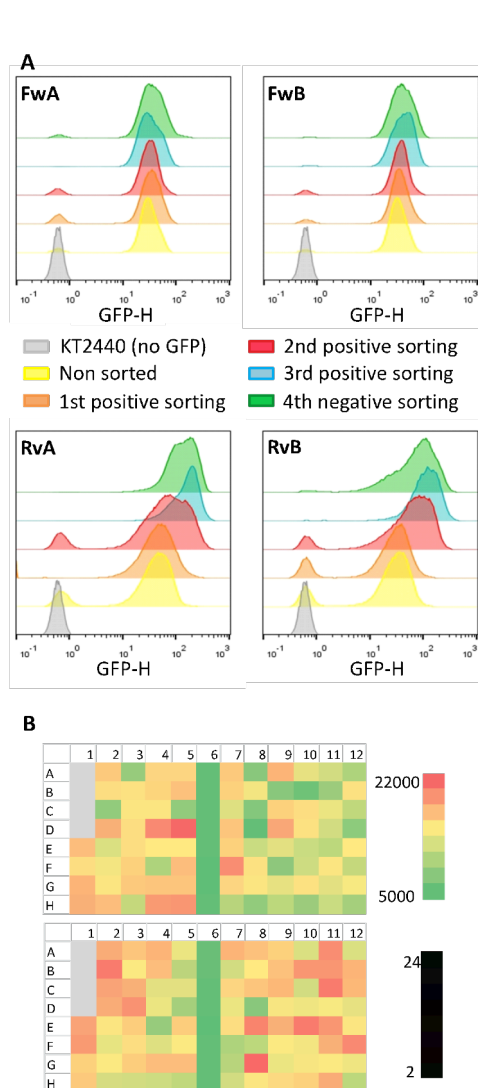 A
FwA FwB
10^-1 10^0 10^1 10^2 10^3 10^-1 10^0 10^1 10^2 10^3
GFP-H GFP-H
KT2440 (no GFP) 2nd positive sorting
Non sorted 3rd positive sorting
1st positive sorting 4th negative sorting
RvA RvB
10^-1 10^0 10^1 10^2 10^3 10^-1 10^0 10^1 10^2 10^3
GFP-H GFP-H
B
1 2 3 4 5 6 7 8 9 10 11 12
A
22000
B
C
D
E
F
G
5000
H
1 2 3 4 5 6 7 8 9 10 11 12
A
24
B
C
D
E
F
G
2
H